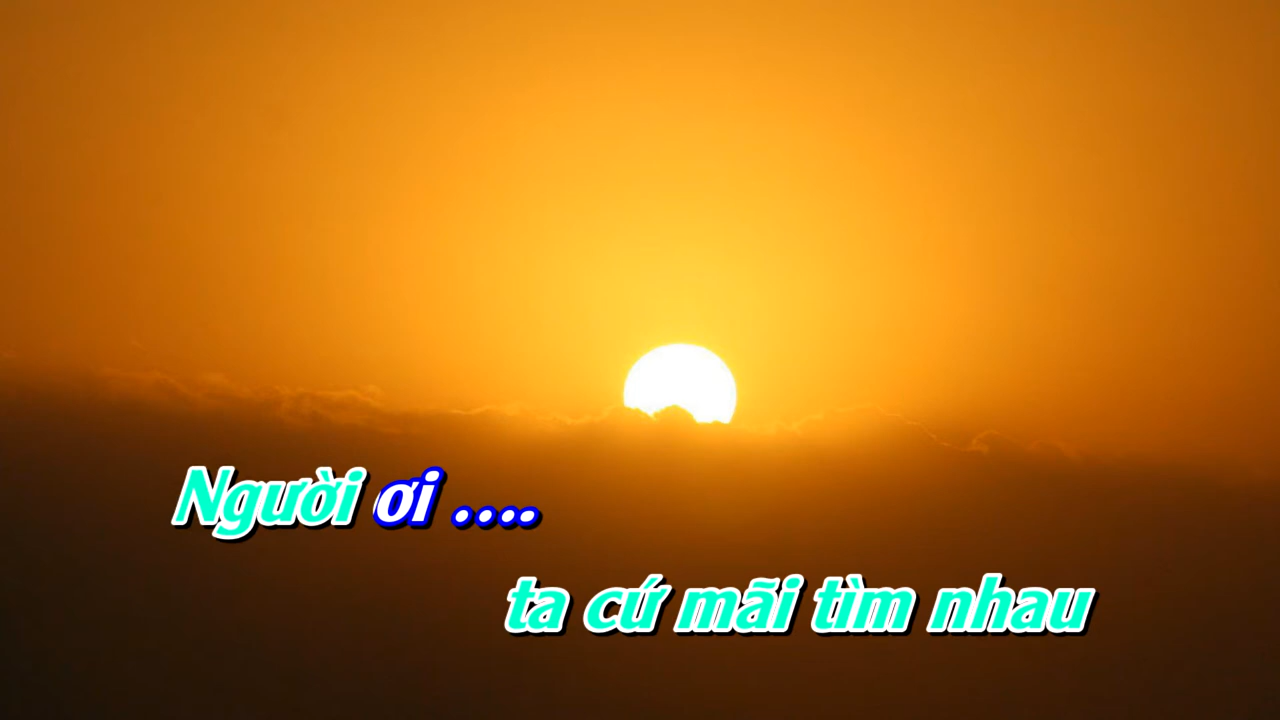 Người ơi ....
ta cứ mãi tìm nhau